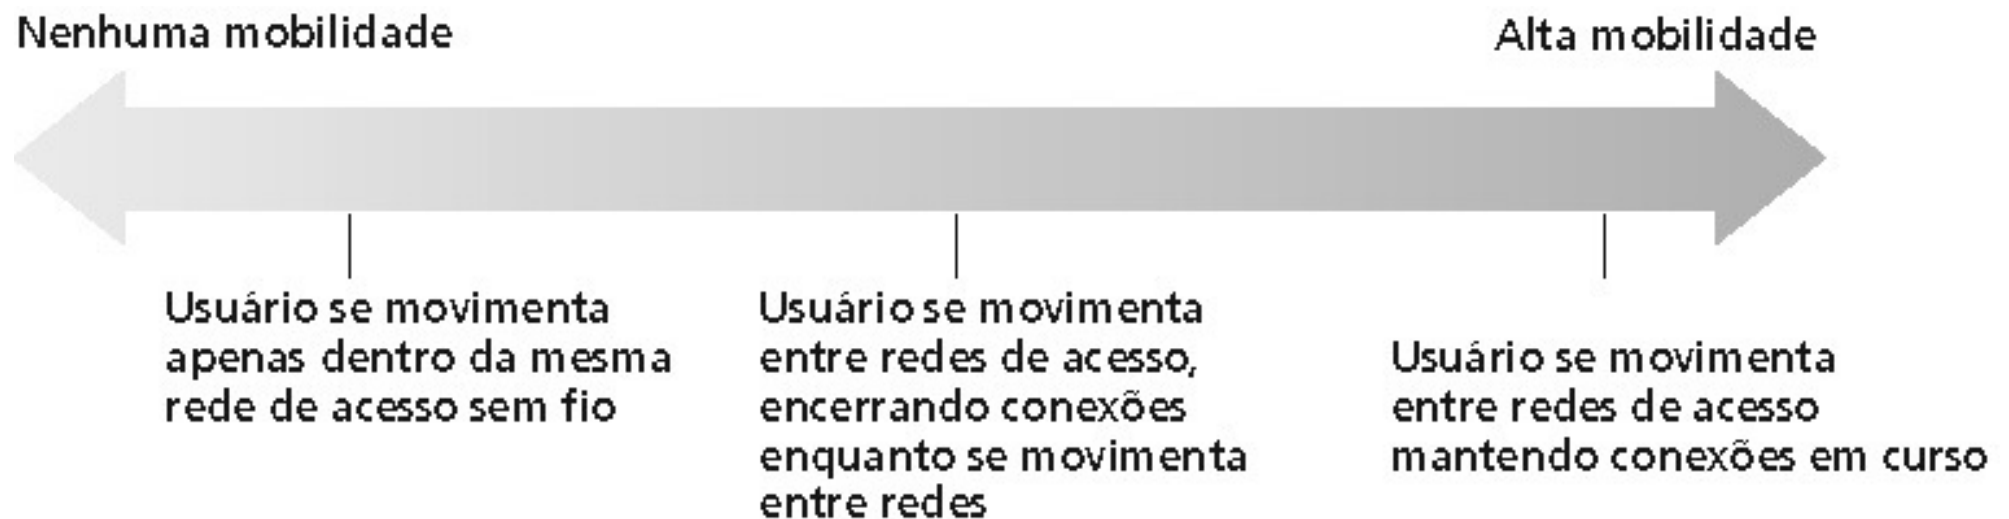 Nenhuma mobilidade
Alta mobilidade
Usuário se movimenta
apenas dentro da mesma
rede de acesso sem fio
Usuário se movimenta
entre redes de acesso,
encerrando conexões
enquanto se movimenta
entre redes
Usuário se movimenta
entre redes de acesso
mantendo conexões em curso